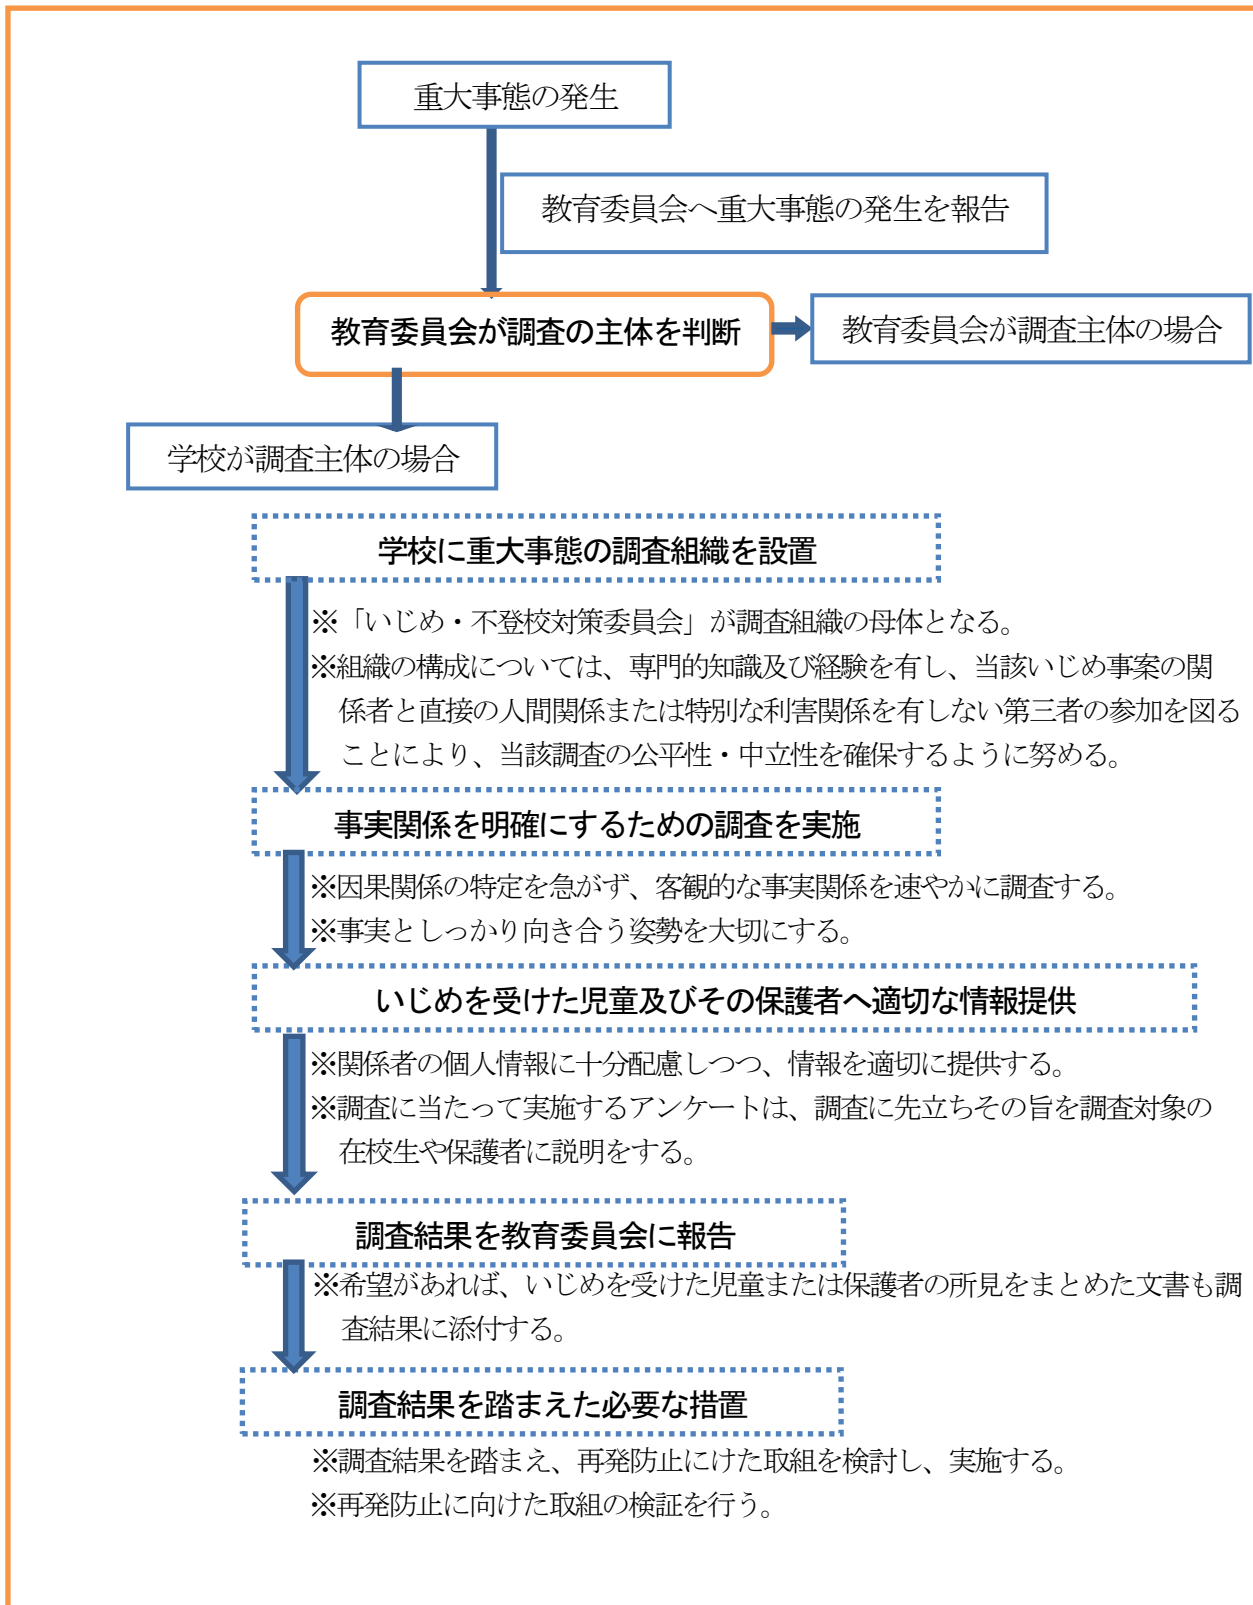 重大事態の発生
教育委員会へ重大事態の発生を報告
教育委員会が調査の主体を判断
教育委員会が調査主体の場合
学校が調査主体の場合
学校に重大事態の調査組織を設置
※「いじめ・不登校対策委員会」が調査組織の母体となる。
※組織の構成については、専門的知識及び経験を有し、当該いじめ事案の関
係者と直接の人間関係または特別な利害関係を有しない第三者の参加を図る
ことにより、当該調査の公平性・中立性を確保するように努める。
事実関係を明確にするための調査を実施
※因果関係の特定を急がず、客観的な事実関係を速やかに調査する。
※事実としっかり向き合う姿勢を大切にする。
いじめを受けた児童及びその保護者へ適切な情報提供
※関係者の個人情報に十分配慮しつつ、情報を適切に提供する。
※調査に当たって実施するアンケートは、調査に先立ちその旨を調査対象の
在校生や保護者に説明をする。
調査結果を教育委員会に報告
※希望があれば、いじめを受けた児童または保護者の所見をまとめた文書も調
査結果に添付する。
調査結果を踏まえた必要な措置
※調査結果を踏まえ、再発防止にけた取組を検討し、実施する。
※再発防止に向けた取組の検証を行う。